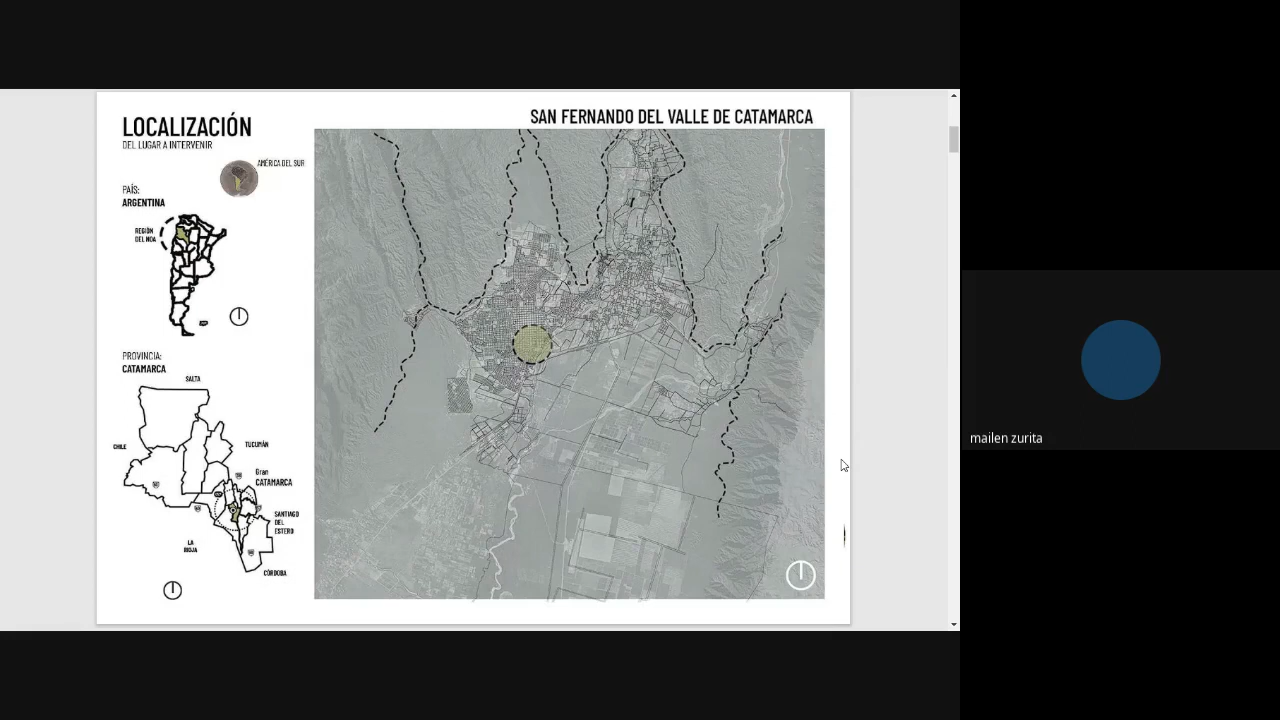 LOCALIZACIÓN
DEL LUGAR A INTERVENIR
SAN FERNANDO DEL VALLE DE CATAMARCA
AMÉRICA DEL SUR
PAÍS:
ARGENTINA
REGIÓN
DEL NOA
PROVINCIA:
CATAMARCA
SALTA
CHILE
TUCUMÁN
Gran
CATAMARCA
SANTIAGO
DEL
ESTERO
LA
RIOJA
CÓRDOBA
mailen zurita